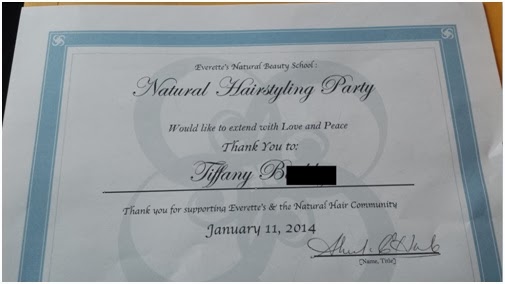 Everette's Natural Beauty School:
Natural Hairstyling Party
Would like to extend with Love and Peace
Thank You to:
Tiffany
Thank you for supporting Everette's & the Natural Hair Community
January 11, 2014
[Name, Title]